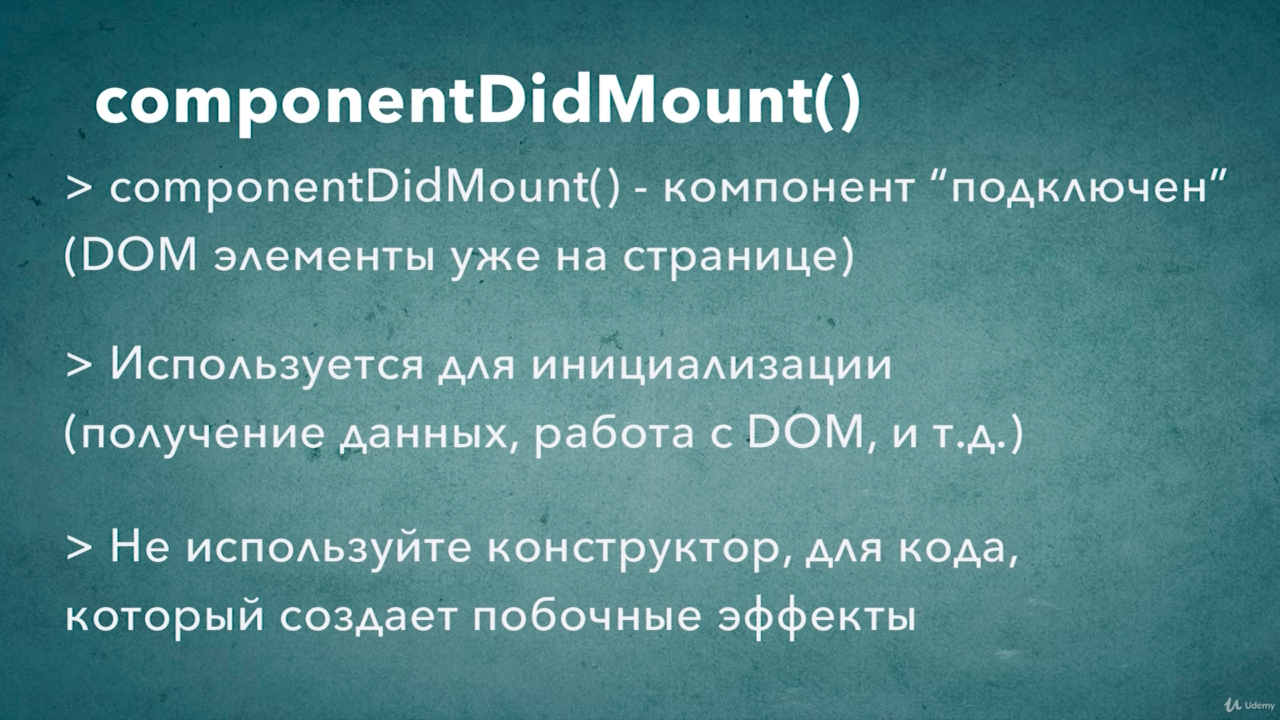 componentDidMount()
> componentDidMount() - компонент “подключен”
(DOM элементы уже на странице)
> Используется для инициализации
(получение данных, работа с DOM, и т.д.)
> Не используйте конструктор, для кода,
который создает побочные эффекты
Udemy